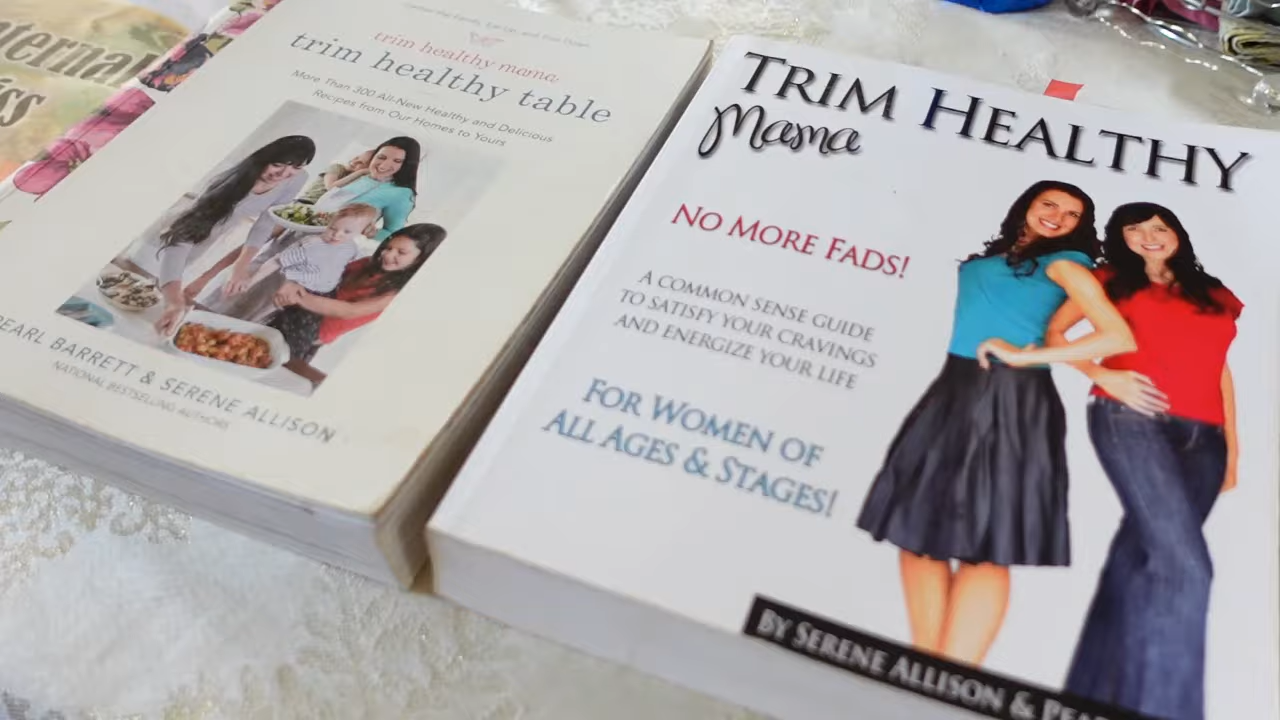 ternal
iss
trim healthy mama
trim healthy table
More Than 300 All-New Healthy and Delicious
Recipes from Our Homes to Yours
PEARL BARRETT & SERENE ALLISON
NATIONAL BESTSELLING AUTHORS
TRIM HEALTHY
Mama
NO MORE FADS!
A COMMON SENSE GUIDE
TO SATISFY YOUR CRAVINGS
AND ENERGIZE YOUR LIFE
FOR WOMEN OF
ALL AGES & STAGES!
BY SERENE ALLISON & PEA